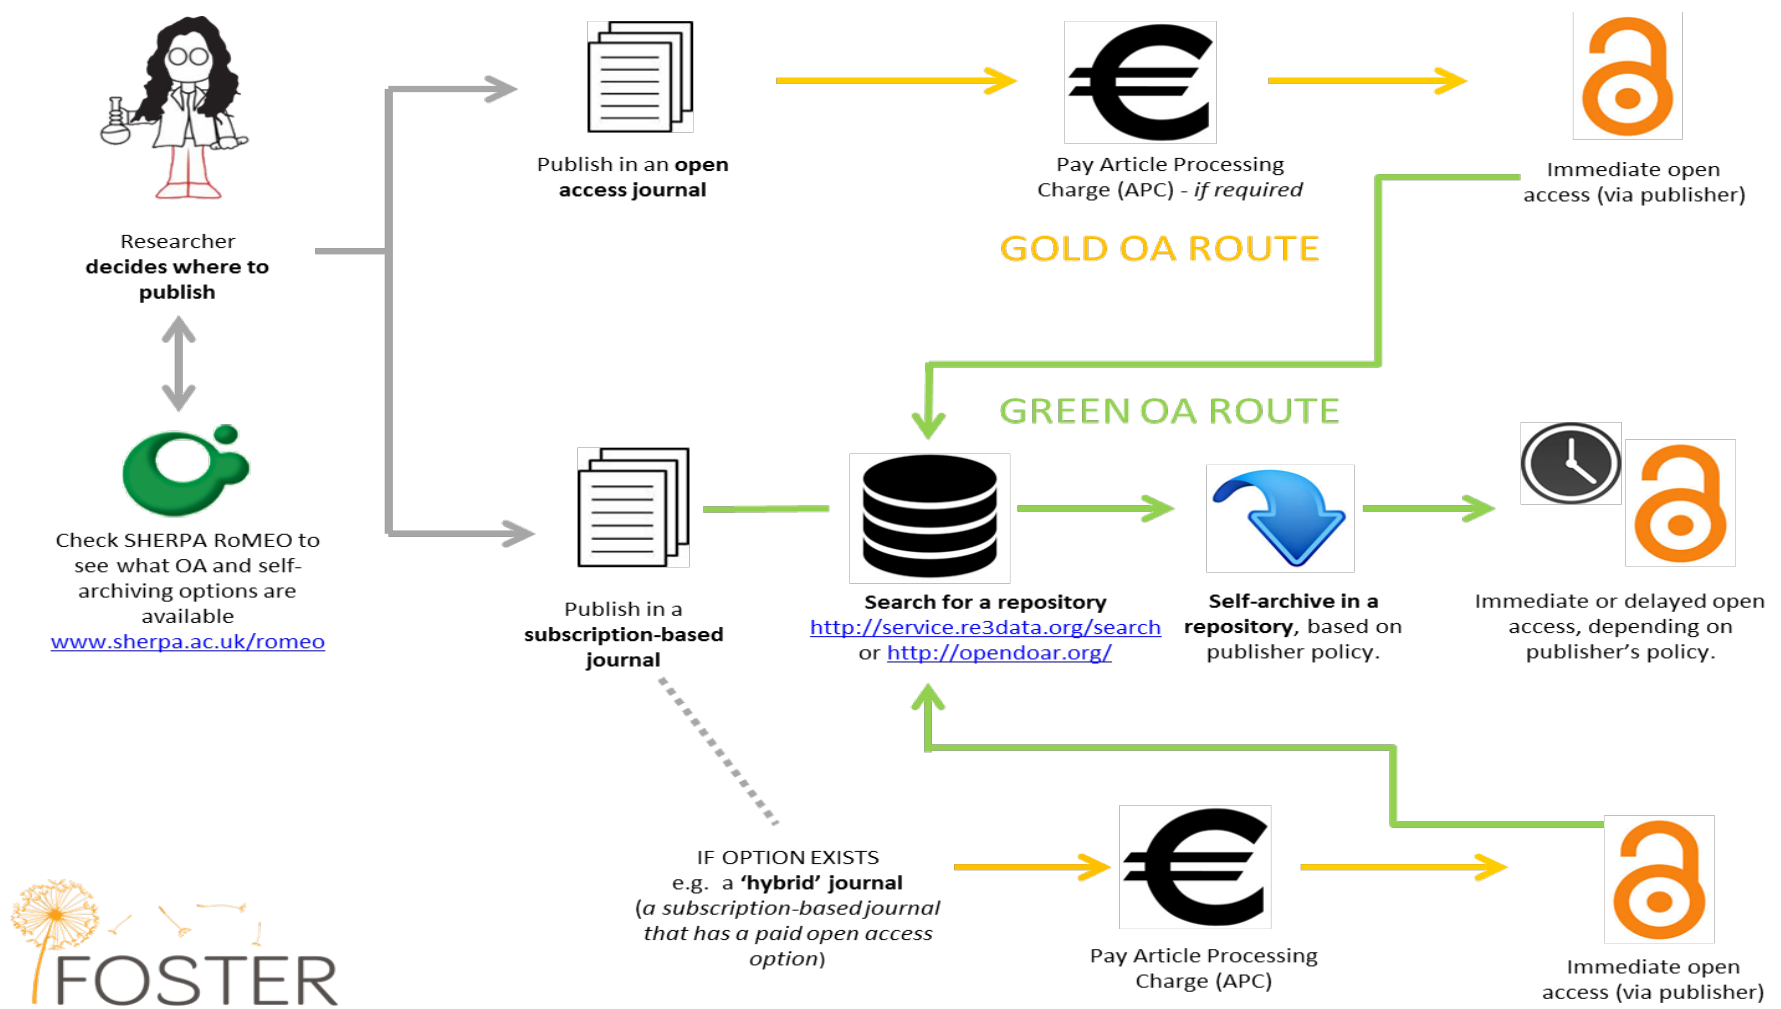 Researcher
decides where to
publish
Check SHERPA RoMEO to
see what OA and self-
archiving options are
available
www.sherpa.ac.uk/romeo
Publish in an open
access journal
Pay Article Processing
Charge (APC) - if required
Immediate open
access (via publisher)
GOLD OA ROUTE
GREEN OA ROUTE
Publish in a
subscription-based
journal
Search for a repository
http://service.re3data.org/search
or http://opendoar.org/
Self-archive in a
repository, based on
publisher policy.
Immediate or delayed open
access, depending on
publisher’s policy.
IF OPTION EXISTS
e.g. a ‘hybrid’ journal
(a subscription-based journal
that has a paid open access
option)
Pay Article Processing
Charge (APC)
Immediate open
access (via publisher)
FOSTER